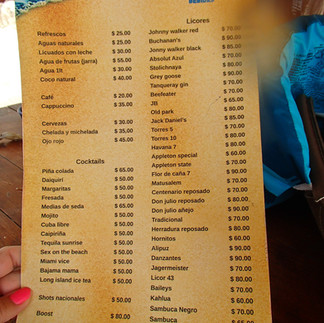 BEBIDAS
Refrescos $ 25.00
Aguas naturales $ 25.00
Licuados con leche $ 30.00
Agua de frutas (jarra) $ 55.00
Agua 1lt $ 30.00
Coco natural $ 40.00
Café $ 20.00
Cappuccino $ 35.00
Cervezas $ 30.00
Chelada y michelada $ 35.00
Ojo rojo $ 45.00
Cocktails
Piña colada $ 65.00
Daiquirí $ 50.00
Margaritas $ 50.00
Fresada $ 50.00
Medias de seda $ 65.00
Mojito $ 50.00
Cuba libre $ 50.00
Caipiriña $ 50.00
Tequila sunrise $ 50.00
Sex on the beach $ 50.00
Miami vice $ 50.00
Bajama mama $ 50.00
Long island ice tea $ 50.00
Shots nacionales $ 50.00
Boost $ 80.00
Licores
Johnny walker red
Buchanan's $ 90.00
Jonny walker black
Absolut Azul $ 70.00
Stolichnaya
Grey goose $ 90.00
Tanqueray gin $ 70.00
Beefeater $ 70.00
JB $ 65.00
Old park
Jack Daniel's
Torres 5 $ 70.00
Torres 10 $ 80.00
Havana 7
Appleton special $ 60.00
Appleton state $ 70.00
Flor de caña 7 $ 90.00
Matusalem $ 70.00
Centenario reposado $ 70.00
Don julio reposado
Don julio añejo $ 90.00
Tradicional $ 70.00
Herradura reposado $ 80.00
Hornitos $ 60.00
Alipuz $ 90.00
Danzantes $ 90.00
Jagermeister $ 70.00
Licor 43 $ 80.00
Baileys $ 70.00
Kahlua $ 60.00
Sambuca Negro $ 70.00
Sambuca